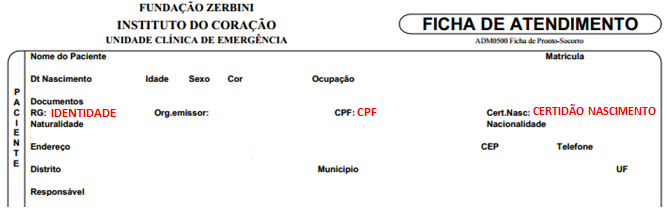 FUNDAÇÃO ZERBINI
INSTITUTO DO CORAÇÃO
UNIDADE CLÍNICA DE EMERGÊNCIA
FICHA DE ATENDIMENTO
ADM0500 Ficha de Pronto-Socorro
PACIENTE
Nome do Paciente Matricula
Dt Nascimento Idade Sexo Cor Ocupação
Documentos
RG: IDENTIDADE Org.emissor: CPF: CPF Cert.Nasc: CERTIDÃO NASCIMENTO
Naturalidade Nacionalidade
Endereço CEP Telefone
Distrito Municipio UF
Responsável